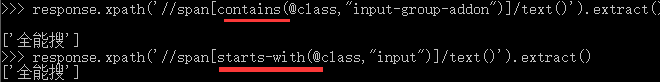 >>> response.xpath('//span[contains(@class,"input-group-addon")]/text()').extract()
['全能搜']
>>> response.xpath('//span[starts-with(@class,"input")]/text()').extract()
['全能搜']